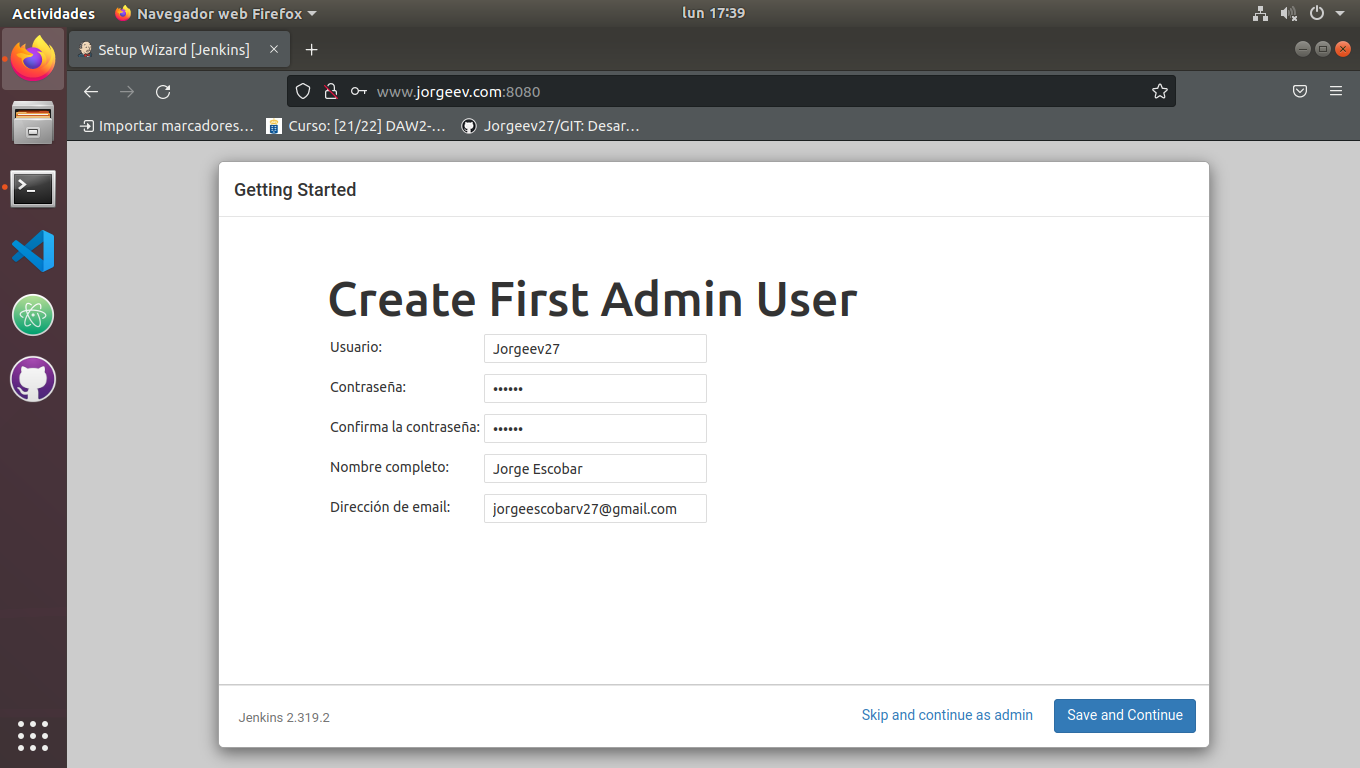 Actividades Navegador web Firefox lun 17:39
Setup Wizard [Jenkins]
www.jorgeev.com:8080
Importar marcadores... Curso: [21/22] DAW2-... Jorgeev27/GIT: Desar...
Getting Started
Create First Admin User
Usuario: Jorgeev27
Contraseña: ••••••
Confirma la contraseña: ••••••
Nombre completo: Jorge Escobar
Dirección de email: jorgeescobarv27@gmail.com
Jenkins 2.319.2 Skip and continue as admin Save and Continue